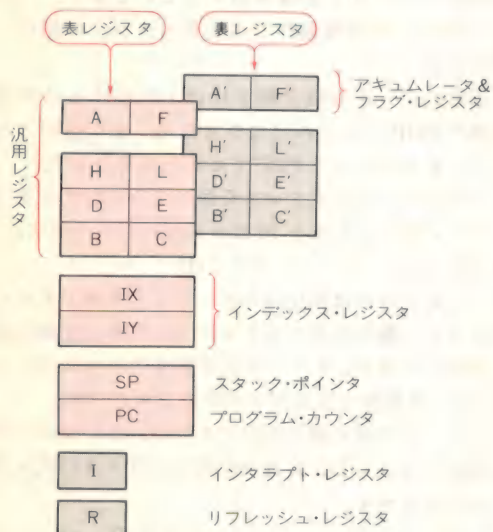 表レジスタ 裏レジスタ
A′ F′ アキュムレータ&
フラグ・レジスタ
A F
汎用レジスタ
H′ L′
H L
D′ E′
D E
B′ C′
B C
IX
インデックス・レジスタ
IY
SP スタック・ポインタ
PC プログラム・カウンタ
I インタラプト・レジスタ
R リフレッシュ・レジスタ